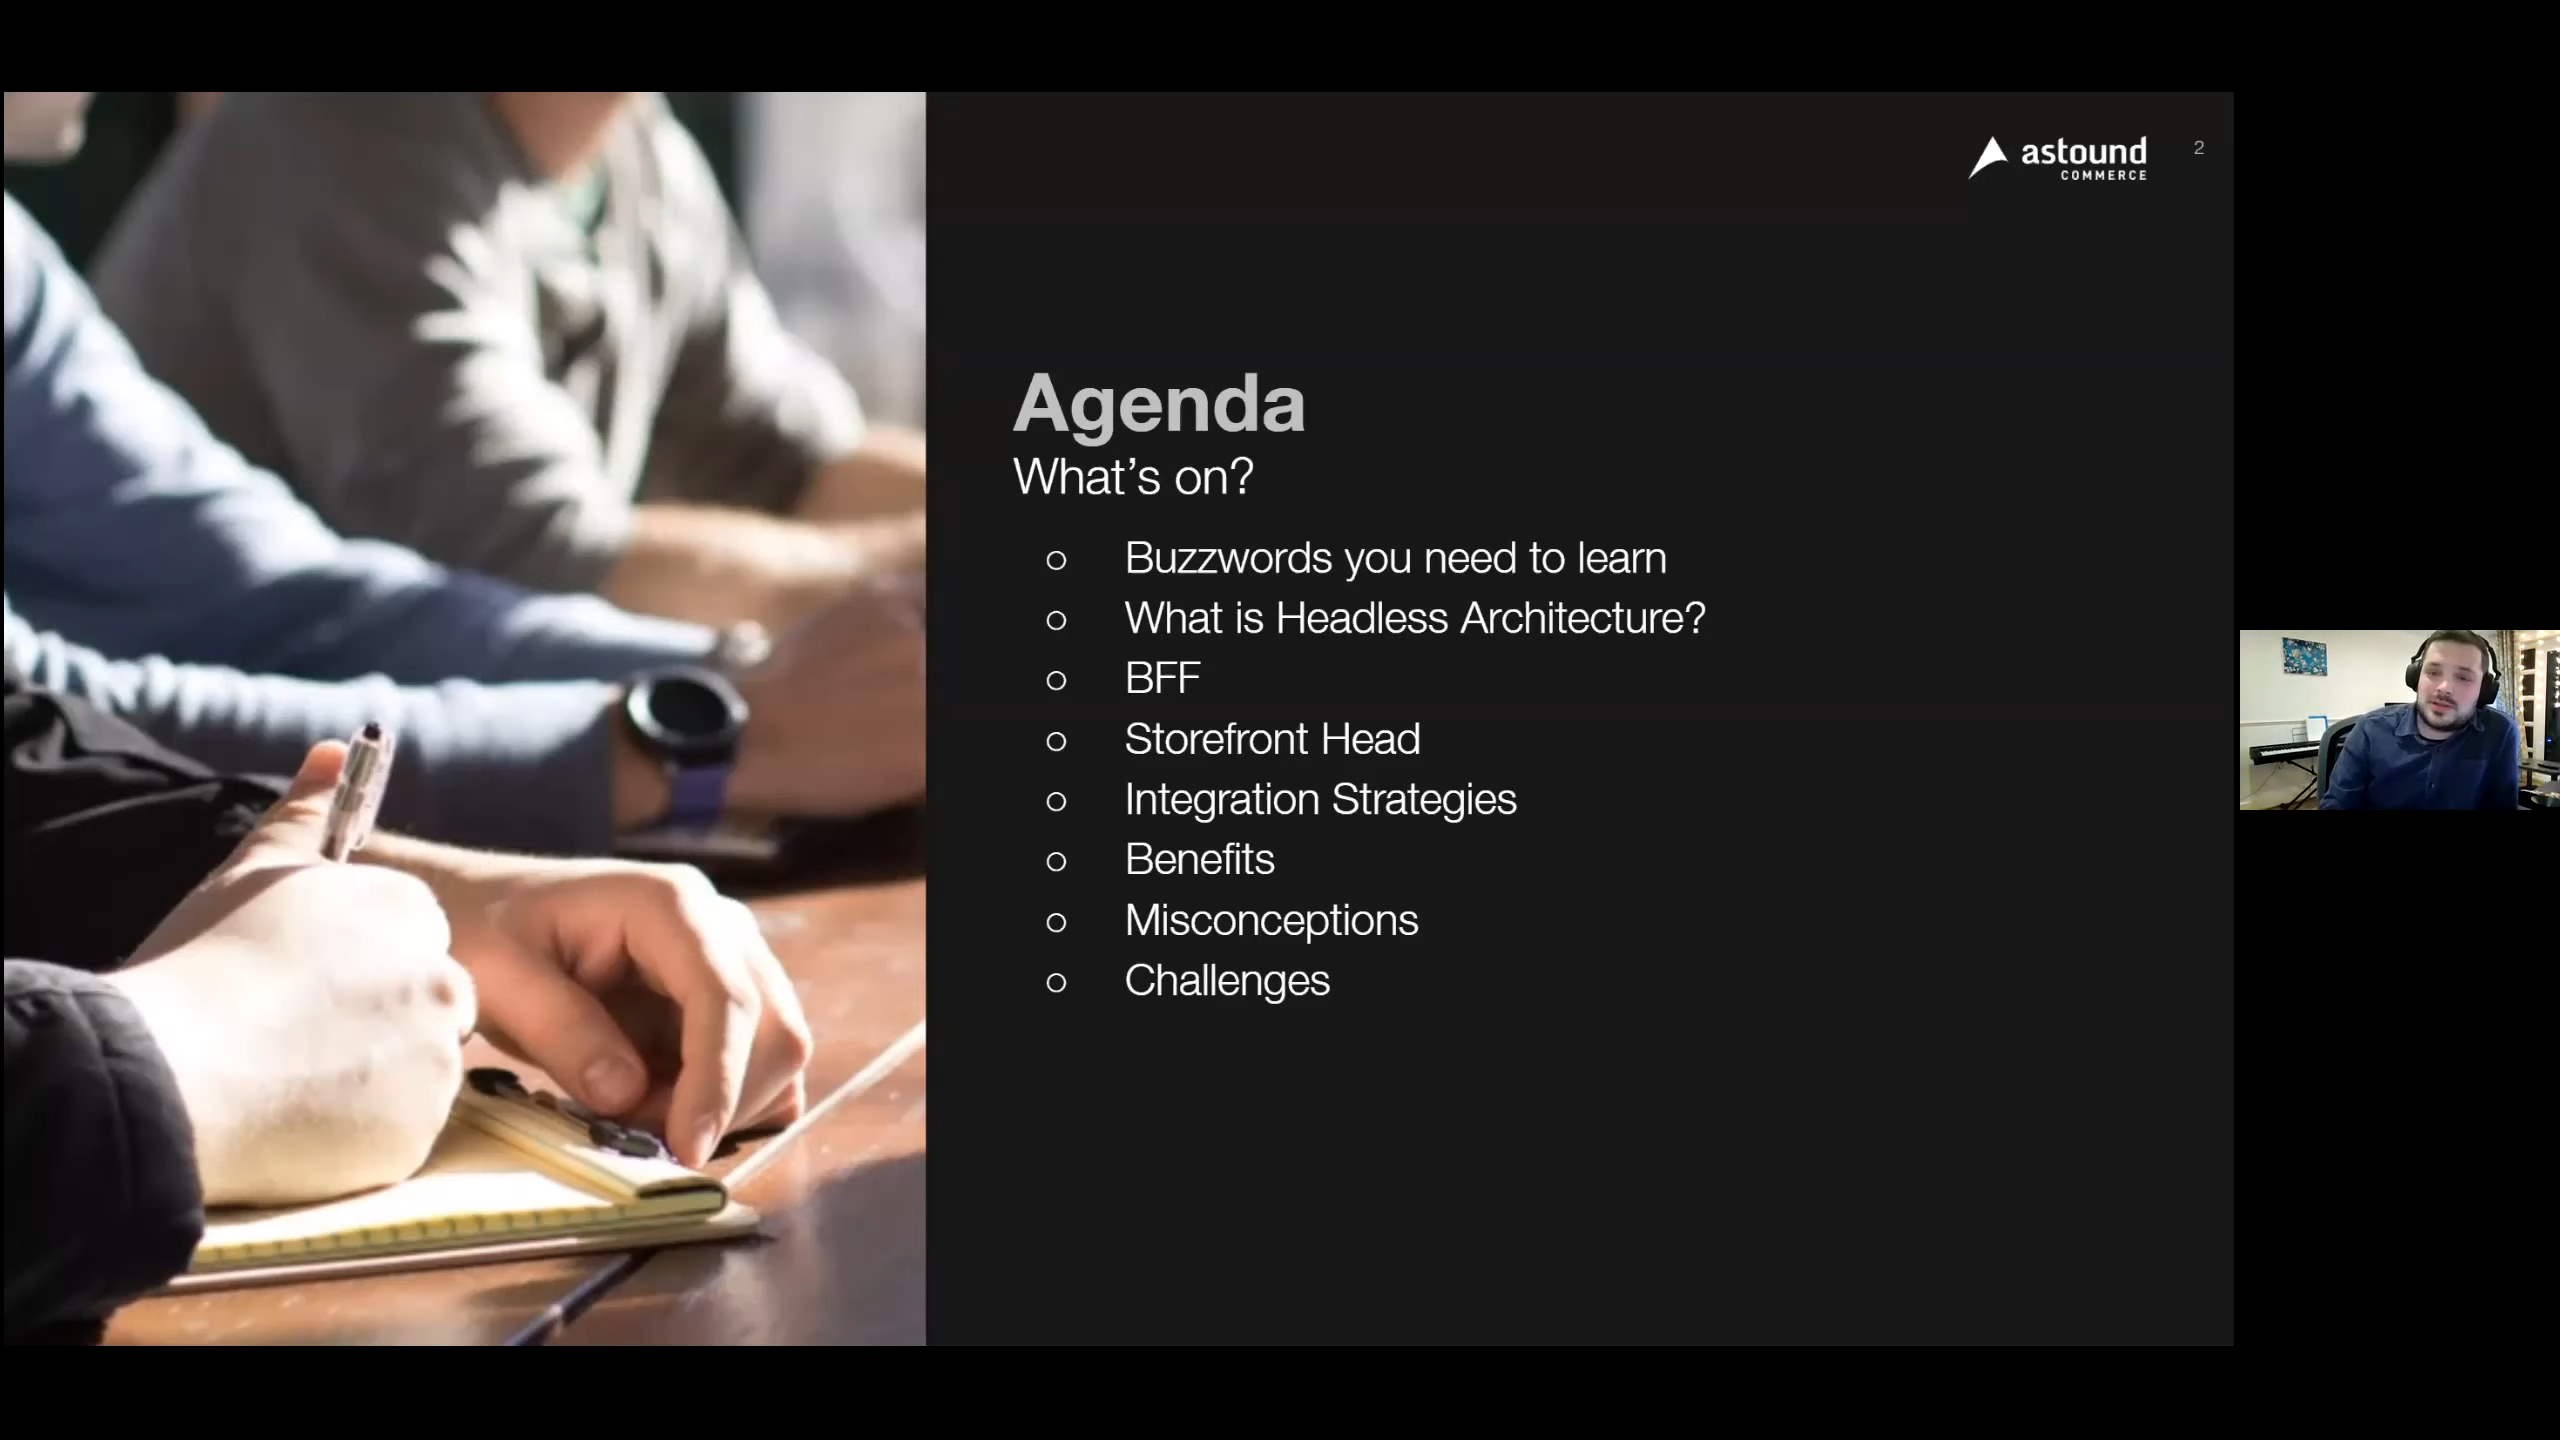 astound
COMMERCE
2
Agenda
What's on?
Buzzwords you need to learn
What is Headless Architecture?
BFF
Storefront Head
Integration Strategies
Benefits
Misconceptions
Challenges